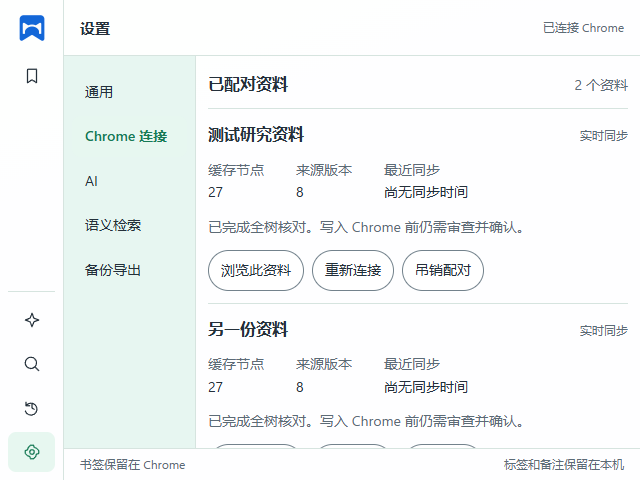 设置
已连接 Chrome
通用
Chrome 连接
AI
语义检索
备份导出
已配对资料
2 个资料
测试研究资料
实时同步
缓存节点 来源版本 最近同步
27 8 尚无同步时间
已完成全树核对。写入 Chrome 前仍需审查并确认。
浏览此资料 重新连接 吊销配对
另一份资料
实时同步
缓存节点 来源版本 最近同步
27 8 尚无同步时间
已完成全树核对。写入 Chrome 前仍需审查并确认。
书签保留在 Chrome
标签和备注保留在本机